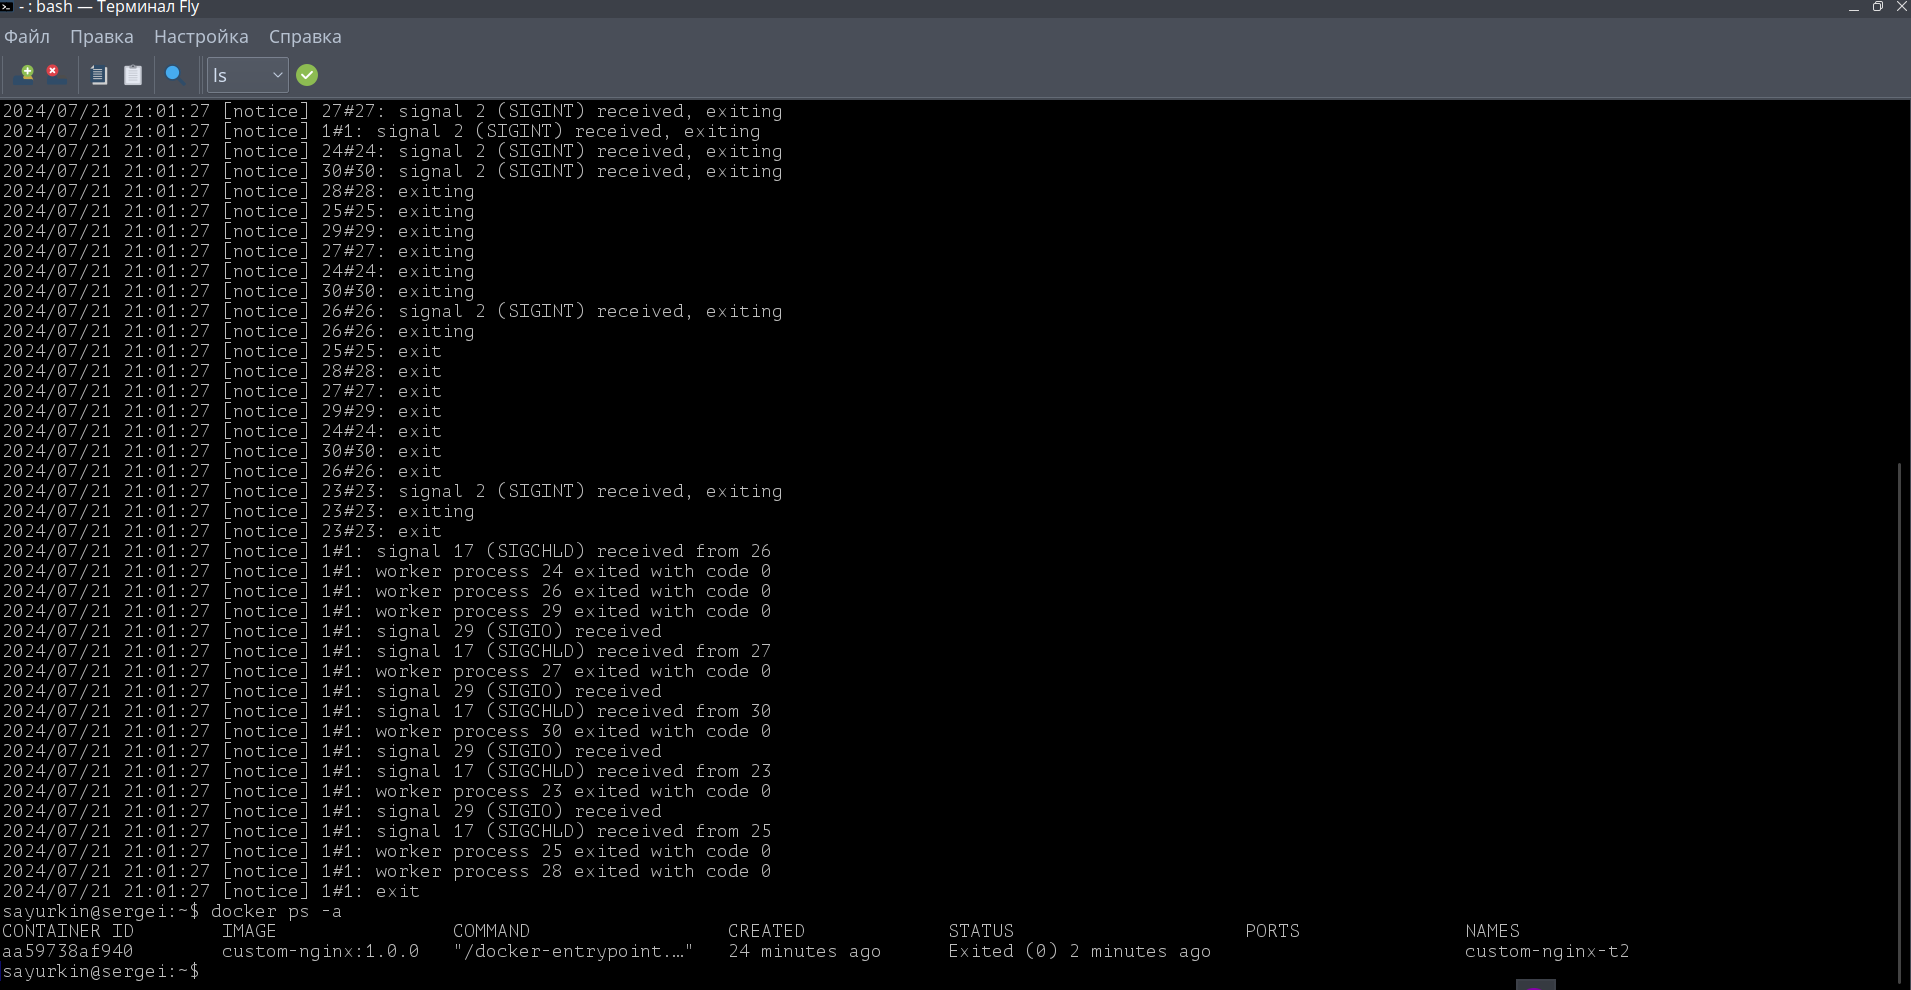 - : bash — Терминал Fly
Файл Правка Настройка Справка
ls
2024/07/21 21:01:27 [notice] 27#27: signal 2 (SIGINT) received, exiting
2024/07/21 21:01:27 [notice] 1#1: signal 2 (SIGINT) received, exiting
2024/07/21 21:01:27 [notice] 24#24: signal 2 (SIGINT) received, exiting
2024/07/21 21:01:27 [notice] 30#30: signal 2 (SIGINT) received, exiting
2024/07/21 21:01:27 [notice] 28#28: exiting
2024/07/21 21:01:27 [notice] 25#25: exiting
2024/07/21 21:01:27 [notice] 29#29: exiting
2024/07/21 21:01:27 [notice] 27#27: exiting
2024/07/21 21:01:27 [notice] 24#24: exiting
2024/07/21 21:01:27 [notice] 30#30: exiting
2024/07/21 21:01:27 [notice] 26#26: signal 2 (SIGINT) received, exiting
2024/07/21 21:01:27 [notice] 26#26: exiting
2024/07/21 21:01:27 [notice] 25#25: exit
2024/07/21 21:01:27 [notice] 28#28: exit
2024/07/21 21:01:27 [notice] 27#27: exit
2024/07/21 21:01:27 [notice] 29#29: exit
2024/07/21 21:01:27 [notice] 24#24: exit
2024/07/21 21:01:27 [notice] 30#30: exit
2024/07/21 21:01:27 [notice] 26#26: exit
2024/07/21 21:01:27 [notice] 23#23: signal 2 (SIGINT) received, exiting
2024/07/21 21:01:27 [notice] 23#23: exiting
2024/07/21 21:01:27 [notice] 23#23: exit
2024/07/21 21:01:27 [notice] 1#1: signal 17 (SIGCHLD) received from 26
2024/07/21 21:01:27 [notice] 1#1: worker process 24 exited with code 0
2024/07/21 21:01:27 [notice] 1#1: worker process 26 exited with code 0
2024/07/21 21:01:27 [notice] 1#1: worker process 29 exited with code 0
2024/07/21 21:01:27 [notice] 1#1: signal 29 (SIGIO) received
2024/07/21 21:01:27 [notice] 1#1: signal 17 (SIGCHLD) received from 27
2024/07/21 21:01:27 [notice] 1#1: worker process 27 exited with code 0
2024/07/21 21:01:27 [notice] 1#1: signal 29 (SIGIO) received
2024/07/21 21:01:27 [notice] 1#1: signal 17 (SIGCHLD) received from 30
2024/07/21 21:01:27 [notice] 1#1: worker process 30 exited with code 0
2024/07/21 21:01:27 [notice] 1#1: signal 29 (SIGIO) received
2024/07/21 21:01:27 [notice] 1#1: signal 17 (SIGCHLD) received from 23
2024/07/21 21:01:27 [notice] 1#1: worker process 23 exited with code 0
2024/07/21 21:01:27 [notice] 1#1: signal 29 (SIGIO) received
2024/07/21 21:01:27 [notice] 1#1: signal 17 (SIGCHLD) received from 25
2024/07/21 21:01:27 [notice] 1#1: worker process 25 exited with code 0
2024/07/21 21:01:27 [notice] 1#1: worker process 28 exited with code 0
2024/07/21 21:01:27 [notice] 1#1: exit
sayurkin@sergei:~$ docker ps -a
CONTAINER ID IMAGE COMMAND CREATED STATUS PORTS NAMES
aa59738af940 custom-nginx:1.0.0 "/docker-entrypoint.…" 24 minutes ago Exited (0) 2 minutes ago custom-nginx-t2
sayurkin@sergei:~$